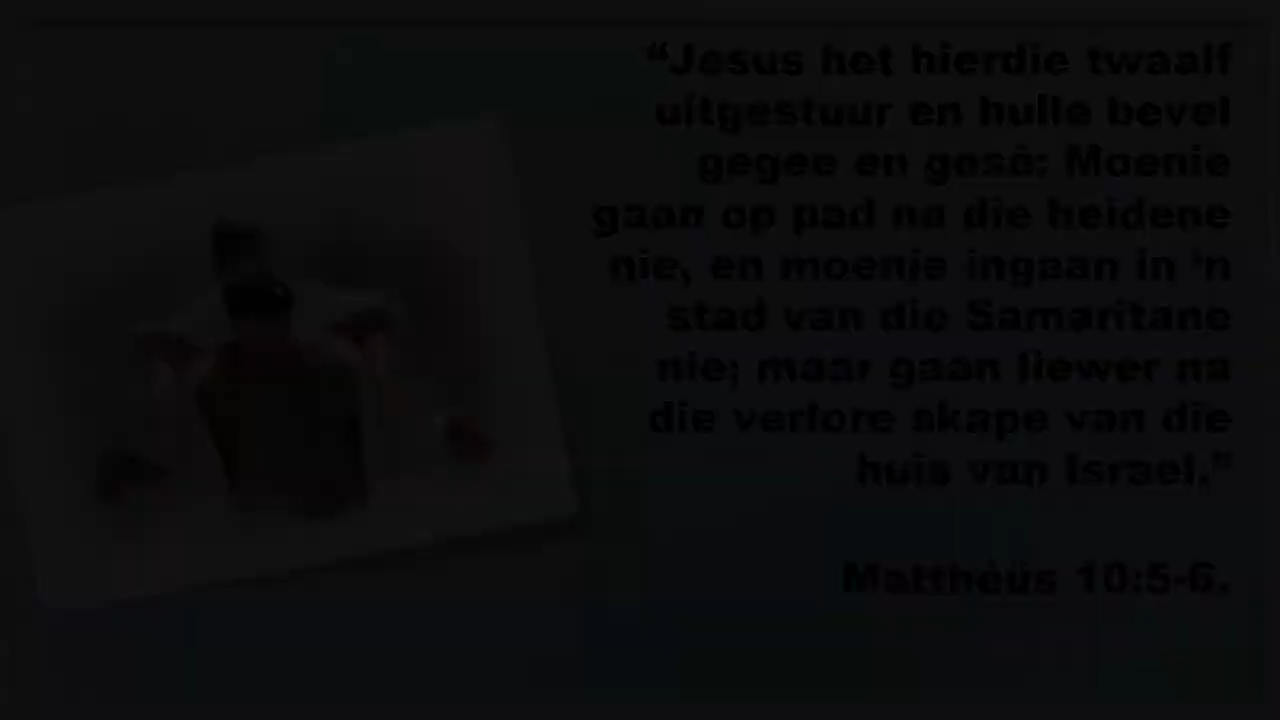 “Jesus het hierdie twaalf
uitgestuur en hulle bevel
gegee en gesê: Moenie
gaan op pad na die heidene
nie, en moenie ingaan in 'n
stad van die Samaritane
nie; maar gaan liewer na
die verlore skape van die
huis van Israel.”
Matthéüs 10:5-6.